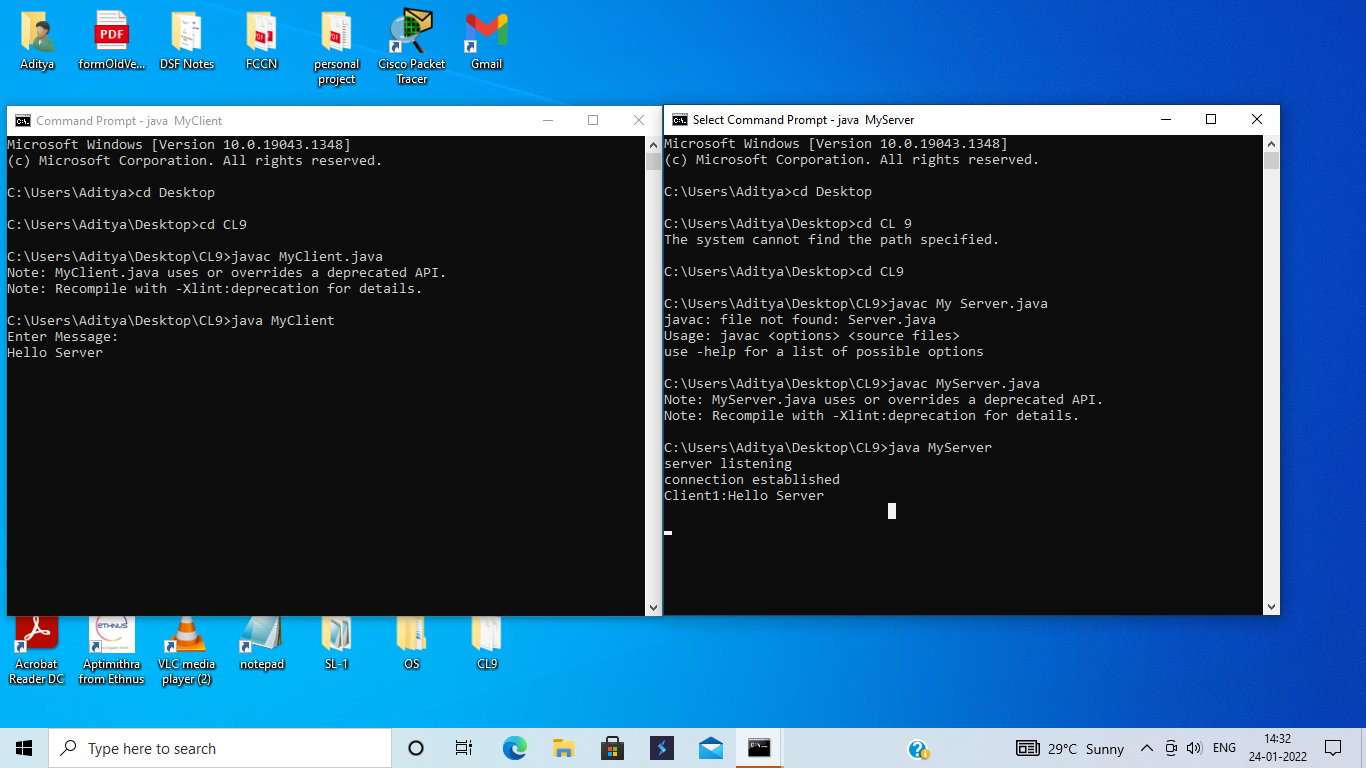 Aditya
PDF
formOldVe...
DSF Notes
FCCN
personal
project
Cisco Packet
Tracer
Gmail
Command Prompt - java  MyClient
Microsoft Windows [Version 10.0.19043.1348]
(c) Microsoft Corporation. All rights reserved.
C:\Users\Aditya>cd Desktop
C:\Users\Aditya\Desktop>cd CL9
C:\Users\Aditya\Desktop\CL9>javac MyClient.java
Note: MyClient.java uses or overrides a deprecated API.
Note: Recompile with -Xlint:deprecation for details.
C:\Users\Aditya\Desktop\CL9>java MyClient
Enter Message:
Hello Server
Select Command Prompt - java  MyServer
Microsoft Windows [Version 10.0.19043.1348]
(c) Microsoft Corporation. All rights reserved.
C:\Users\Aditya>cd Desktop
C:\Users\Aditya\Desktop>cd CL 9
The system cannot find the path specified.
C:\Users\Aditya\Desktop>cd CL9
C:\Users\Aditya\Desktop\CL9>javac My Server.java
javac: file not found: Server.java
Usage: javac <options> <source files>
use -help for a list of possible options
C:\Users\Aditya\Desktop\CL9>javac MyServer.java
Note: MyServer.java uses or overrides a deprecated API.
Note: Recompile with -Xlint:deprecation for details.
C:\Users\Aditya\Desktop\CL9>java MyServer
server listening
connection established
Client1:Hello Server
ETHNUS
Acrobat
Reader DC
Aptimithra
from Ethnus
VLC media
player (2)
notepad
SL-1
OS
CL9
Type here to search
29°C Sunny
ENG
14:32
24-01-2022